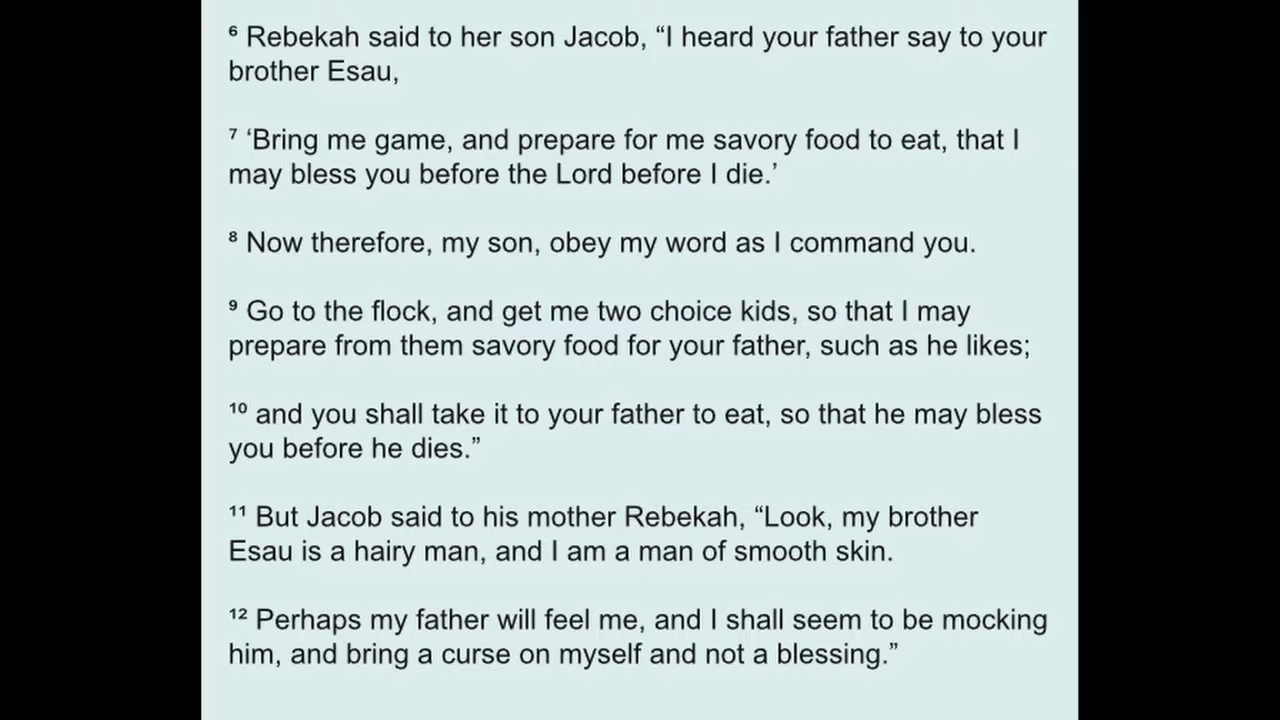 ⁶ Rebekah said to her son Jacob, “I heard your father say to your
brother Esau,
⁷ ‘Bring me game, and prepare for me savory food to eat, that I
may bless you before the Lord before I die.’
⁸ Now therefore, my son, obey my word as I command you.
⁹ Go to the flock, and get me two choice kids, so that I may
prepare from them savory food for your father, such as he likes;
¹⁰ and you shall take it to your father to eat, so that he may bless
you before he dies.”
¹¹ But Jacob said to his mother Rebekah, “Look, my brother
Esau is a hairy man, and I am a man of smooth skin.
¹² Perhaps my father will feel me, and I shall seem to be mocking
him, and bring a curse on myself and not a blessing.”